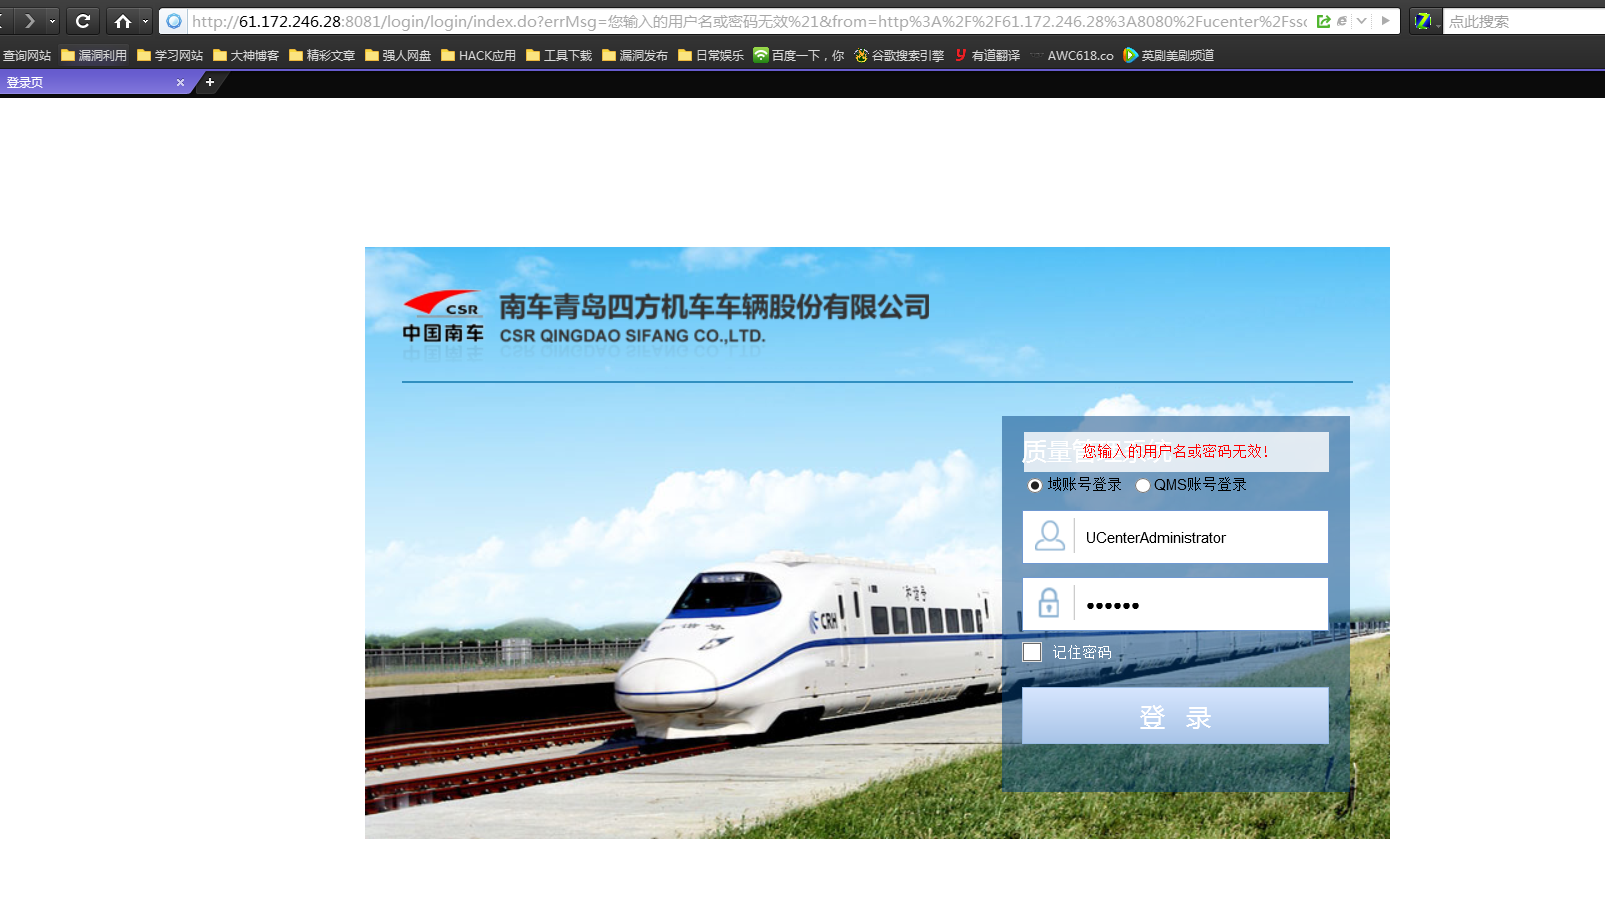 http://61.172.246.28:8081/login/login/index.do?errMsg=您输入的用户名或密码无效%21&from=http%3A%2F%2F61.172.246.28%3A8080%2Fucenter%2Fss
点此搜索
查询网站 漏洞利用 学习网站 大神博客 精彩文章 强人网盘 HACK应用 工具下载 漏洞发布 日常娱乐 百度一下，你 谷歌搜索引擎 有道翻译 AWC618.co 英剧美剧频道
登录页
CSR
中国南车
南车青岛四方机车车辆股份有限公司
CSR QINGDAO SIFANG CO.,LTD.
质量
您输入的用户名或密码无效!
域账号登录 QMS账号登录
UCenterAdministrator
记住密码
登 录
和谐号
CRH
和谐号